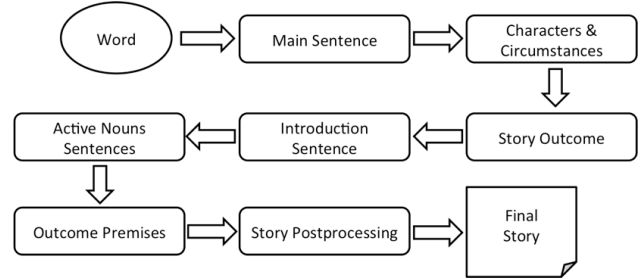 Word
Main Sentence
Characters &
Circumstances
Story Outcome
Introduction
Sentence
Active Nouns
Sentences
Outcome Premises
Story Postprocessing
Final
Story